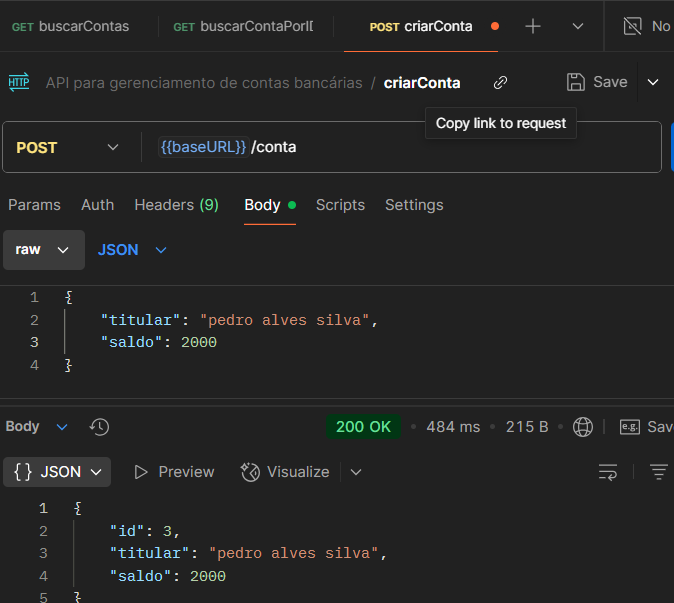 GET buscarContas GET buscarContaPorI POST criarConta No
HTTP API para gerenciamento de contas bancárias / criarConta Save
Copy link to request
POST {{baseURL}} /conta
Params Auth Headers (9) Body Scripts Settings
raw JSON
1 {
2 "titular": "pedro alves silva",
3 "saldo": 2000
4 }
Body 200 OK • 484 ms • 215 B • e.g. Sav
{ } JSON Preview Visualize
1 {
2 "id": 3,
3 "titular": "pedro alves silva",
4 "saldo": 2000
5 }